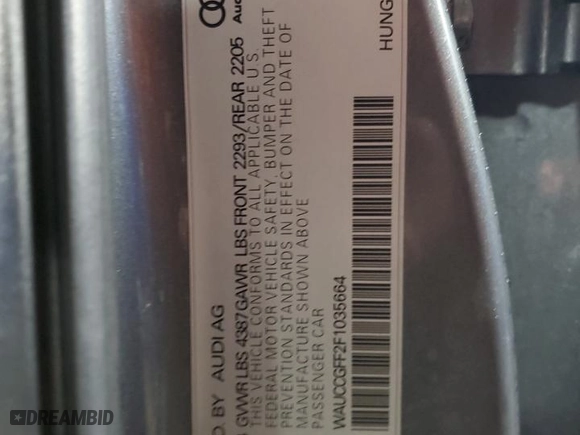 D. BY AUDI AG
GVWR LBS 4387 GAWR LBS FRONT 2293/REAR 2205
THIS VEHICLE CONFORMS TO ALL APPLICABLE U.S.
FEDERAL MOTOR VEHICLE SAFETY, BUMPER AND THEFT
PREVENTION STANDARDS IN EFFECT ON THE DATE OF
MANUFACTURE SHOWN ABOVE
PASSENGER CAR
WAUCCGFF2F1035664
HUNG
Au
DREAMBID